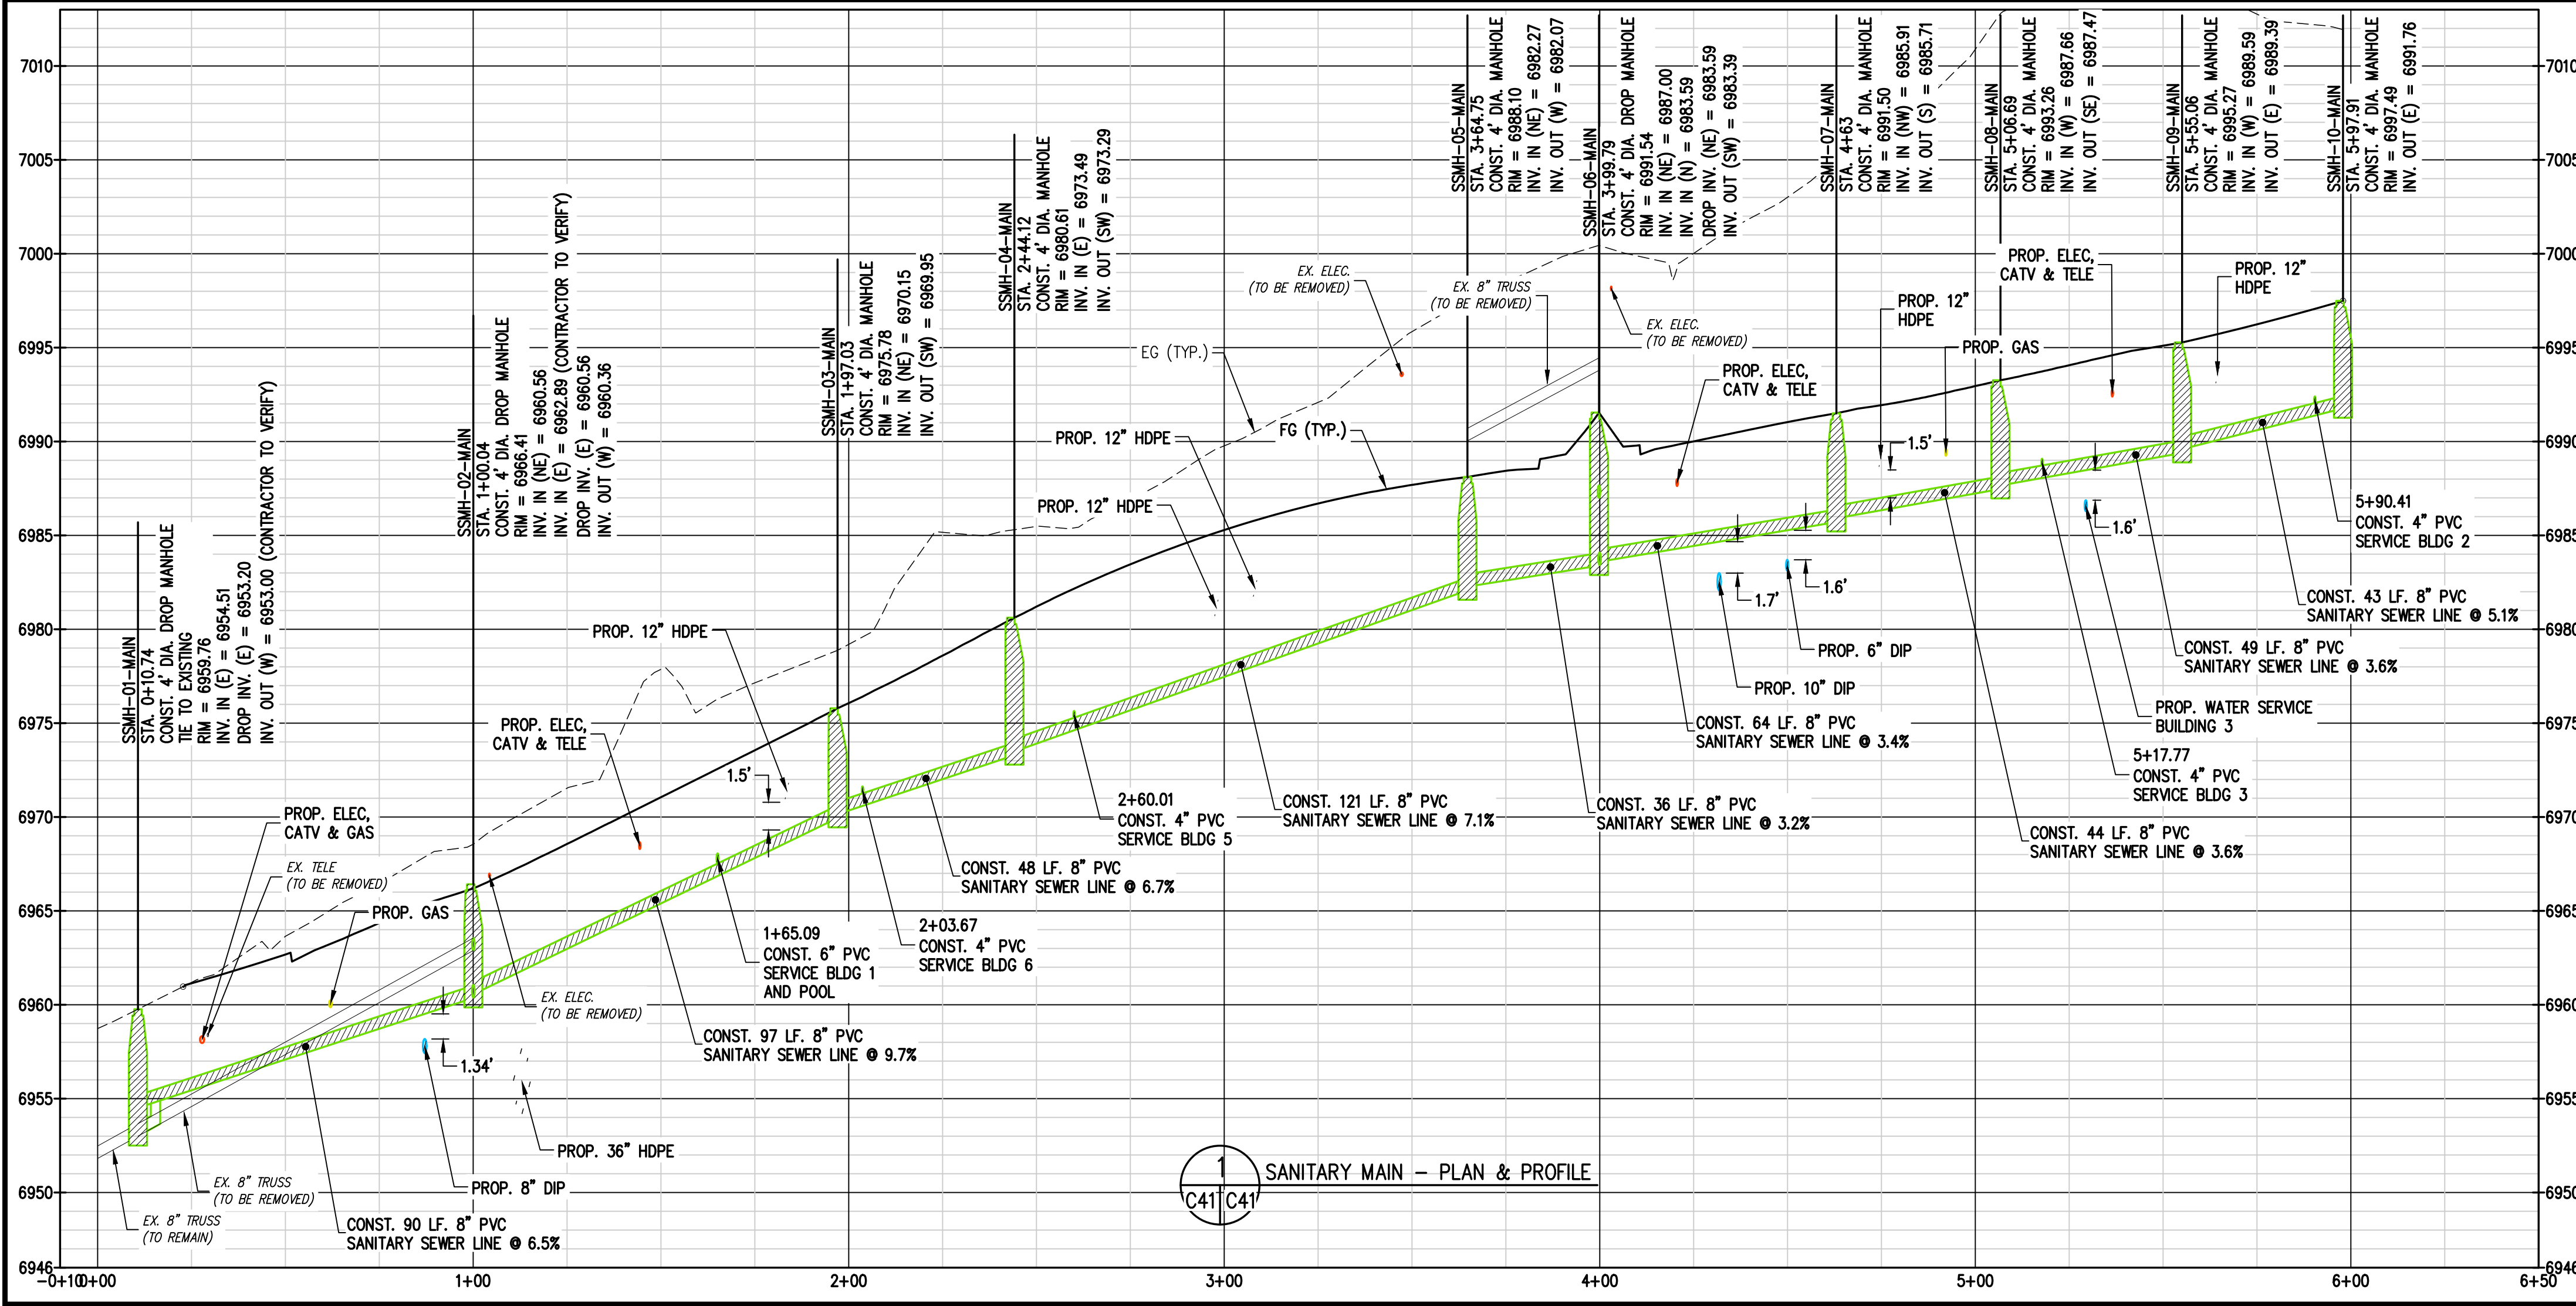 SSMH-01-MAIN
STA. 0+10.74
CONST. 4' DIA. DROP MANHOLE
TIE TO EXISTING
RIM = 6959.76
INV. IN (E) = 6954.51
DROP INV. (E) = 6953.20
INV. OUT (W) = 6953.00 (CONTRACTOR TO VERIFY)
SSMH-02-MAIN
STA. 1+00.04
CONST. 4' DIA. DROP MANHOLE
RIM = 6966.41
INV. IN (NE) = 6960.56
INV. IN (E) = 6962.89 (CONTRACTOR TO VERIFY)
DROP INV. (E) = 6960.56
INV. OUT (W) = 6960.36
SSMH-03-MAIN
STA. 1+97.03
CONST. 4' DIA. MANHOLE
RIM = 6975.78
INV. IN (NE) = 6970.15
INV. OUT (SW) = 6969.95
SSMH-04-MAIN
STA. 2+44.12
CONST. 4' DIA. MANHOLE
RIM = 6980.61
INV. IN (E) = 6973.49
INV. OUT (SW) = 6973.29
SSMH-05-MAIN
STA. 3+64.75
CONST. 4' DIA. MANHOLE
RIM = 6988.10
INV. IN (NE) = 6982.27
INV. OUT (W) = 6982.07
SSMH-06-MAIN
STA. 3+99.79
CONST. 4' DIA. DROP MANHOLE
RIM = 6991.54
INV. IN (NE) = 6987.00
INV. IN (N) = 6983.59
DROP INV. (NE) = 6983.59
INV. OUT (SW) = 6983.39
SSMH-07-MAIN
STA. 4+63
CONST. 4' DIA. MANHOLE
RIM = 6991.50
INV. IN (NW) = 6985.91
INV. OUT (S) = 6985.71
SSMH-08-MAIN
STA. 5+06.69
CONST. 4' DIA. MANHOLE
RIM = 6993.26
INV. IN (W) = 6987.66
INV. OUT (SE) = 6987.47
SSMH-09-MAIN
STA. 5+55.06
CONST. 4' DIA. MANHOLE
RIM = 6995.27
INV. IN (W) = 6989.59
INV. OUT (E) = 6989.39
SSMH-10-MAIN
STA. 5+97.91
CONST. 4' DIA. MANHOLE
RIM = 6997.49
INV. OUT (E) = 6991.76
7010
7005
7000
6995
6990
6985
6980
6975
6970
6965
6960
6955
6950
6946
7010
7005
7000
6995
6990
6985
6980
6975
6970
6965
6960
6955
6950
6946
EX. ELEC.
(TO BE REMOVED)
EX. 8" TRUSS
(TO BE REMOVED)
EX. ELEC.
(TO BE REMOVED)
EG (TYP.)
FG (TYP.)
PROP. ELEC,
CATV & TELE
PROP. 12"
HDPE
PROP. 12"
HDPE
PROP. GAS
PROP. ELEC,
CATV & TELE
PROP. 12" HDPE
PROP. 12" HDPE
1.5'
1.6'
1.7'
1.6'
PROP. 6" DIP
PROP. 10" DIP
5+90.41
CONST. 4" PVC
SERVICE BLDG 2
CONST. 43 LF. 8" PVC
SANITARY SEWER LINE @ 5.1%
CONST. 49 LF. 8" PVC
SANITARY SEWER LINE @ 3.6%
PROP. WATER SERVICE
BUILDING 3
5+17.77
CONST. 4" PVC
SERVICE BLDG 3
CONST. 44 LF. 8" PVC
SANITARY SEWER LINE @ 3.6%
CONST. 64 LF. 8" PVC
SANITARY SEWER LINE @ 3.4%
CONST. 36 LF. 8" PVC
SANITARY SEWER LINE @ 3.2%
CONST. 121 LF. 8" PVC
SANITARY SEWER LINE @ 7.1%
2+60.01
CONST. 4" PVC
SERVICE BLDG 5
PROP. 12" HDPE
PROP. ELEC,
CATV & TELE
1.5'
CONST. 48 LF. 8" PVC
SANITARY SEWER LINE @ 6.7%
2+03.67
CONST. 4" PVC
SERVICE BLDG 6
1+65.09
CONST. 6" PVC
SERVICE BLDG 1
AND POOL
CONST. 97 LF. 8" PVC
SANITARY SEWER LINE @ 9.7%
PROP. ELEC,
CATV & GAS
EX. TELE
(TO BE REMOVED)
PROP. GAS
EX. ELEC.
(TO BE REMOVED)
1.34'
PROP. 36" HDPE
PROP. 8" DIP
EX. 8" TRUSS
(TO BE REMOVED)
EX. 8" TRUSS
(TO REMAIN)
CONST. 90 LF. 8" PVC
SANITARY SEWER LINE @ 6.5%
1
C41 C41
SANITARY MAIN - PLAN & PROFILE
-0+10 0+00 1+00 2+00 3+00 4+00 5+00 6+00 6+50